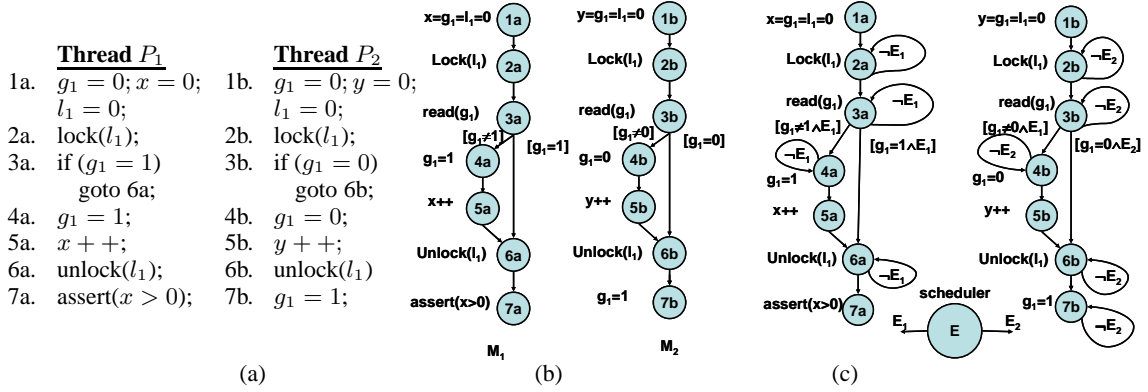 Thread P₁
1a. g₁ = 0; x = 0;
l₁ = 0;
2a. lock(l₁);
3a. if (g₁ = 1)
goto 6a;
4a. g₁ = 1;
5a. x + +;
6a. unlock(l₁);
7a. assert(x > 0);
Thread P₂
1b. g₁ = 0; y = 0;
l₁ = 0;
2b. lock(l₁);
3b. if (g₁ = 0)
goto 6b;
4b. g₁ = 0;
5b. y + +;
6b. unlock(l₁)
7b. g₁ = 1;
(a)
x=g₁=l₁=0 1a
Lock(l₁) 2a
read(g₁) 3a
[g₁≠1] [g₁=1]
g₁=1 4a
x++ 5a
Unlock(l₁) 6a
assert(x>0) 7a
M₁
y=g₁=l₁=0 1b
Lock(l₁) 2b
read(g₁) 3b
[g₁≠0] [g₁=0]
g₁=0 4b
y++ 5b
Unlock(l₁) 6b
g₁=1 7b
M₂
(b)
x=g₁=l₁=0 1a
Lock(l₁) 2a ¬E₁
read(g₁) 3a ¬E₁
[g₁≠1∧E₁] [g₁=1∧E₁]
¬E₁ 4a
g₁=1
x++ 5a
Unlock(l₁) 6a ¬E₁
assert(x>0) 7a
scheduler
E₁ E E₂
y=g₁=l₁=0 1b
Lock(l₁) 2b ¬E₂
read(g₁) 3b ¬E₂
[g₁≠0∧E₁] [g₁=0∧E₂]
¬E₂ 4b
g₁=0
y++ 5b
Unlock(l₁) 6b ¬E₂
g₁=1 7b ¬E₂
(c)